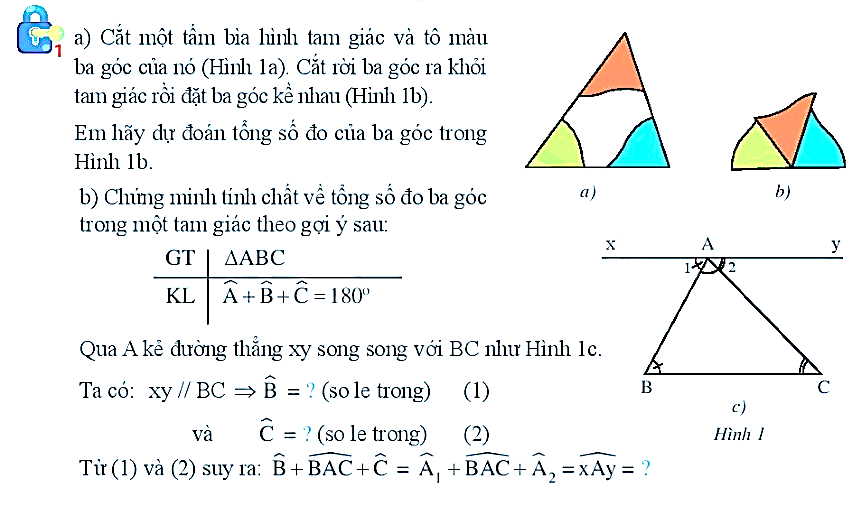 1
a) Cắt một tấm bìa hình tam giác và tô màu
ba góc của nó (Hình 1a). Cắt rời ba góc ra khỏi
tam giác rồi đặt ba góc kề nhau (Hình 1b).
Em hãy dự đoán tổng số đo của ba góc trong
Hình 1b.
a)
b)
b) Chứng minh tính chất về tổng số đo ba góc
trong một tam giác theo gợi ý sau:
GT ΔABC
KL Â + B̂ + Ĉ = 180°
x A y
1 2
B C
c)
Hình 1
Qua A kẻ đường thẳng xy song song với BC như Hình 1c.
Ta có: xy // BC ⇒ B̂ = ? (so le trong) (1)
và Ĉ = ? (so le trong) (2)
Từ (1) và (2) suy ra: B̂ + \widehat{BAC} + Ĉ = Â₁ + \widehat{BAC} + Â₂ = \widehat{xAy} = ?